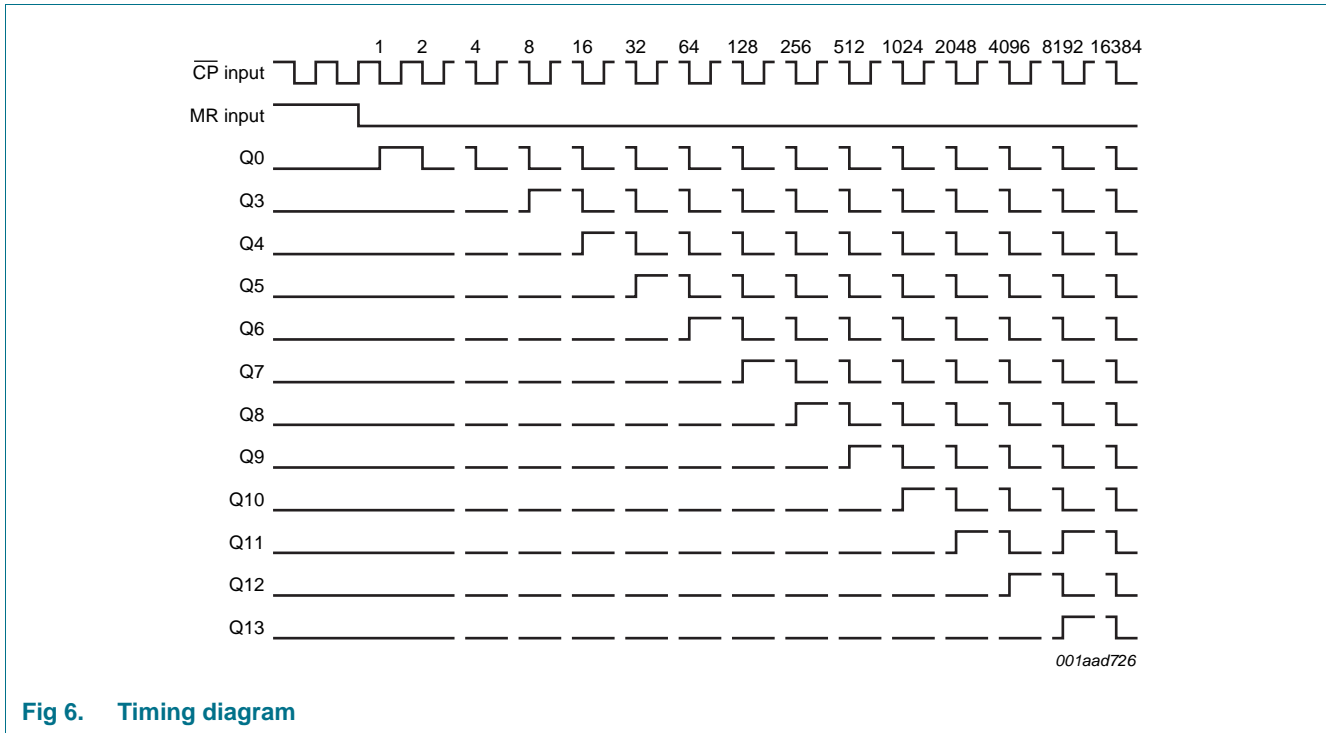 1 2 4 8 16 32 64 128 256 512 1024 2048 4096 8192 16384
CP input
MR input
Q0
Q3
Q4
Q5
Q6
Q7
Q8
Q9
Q10
Q11
Q12
Q13
001aad726
Fig 6. Timing diagram